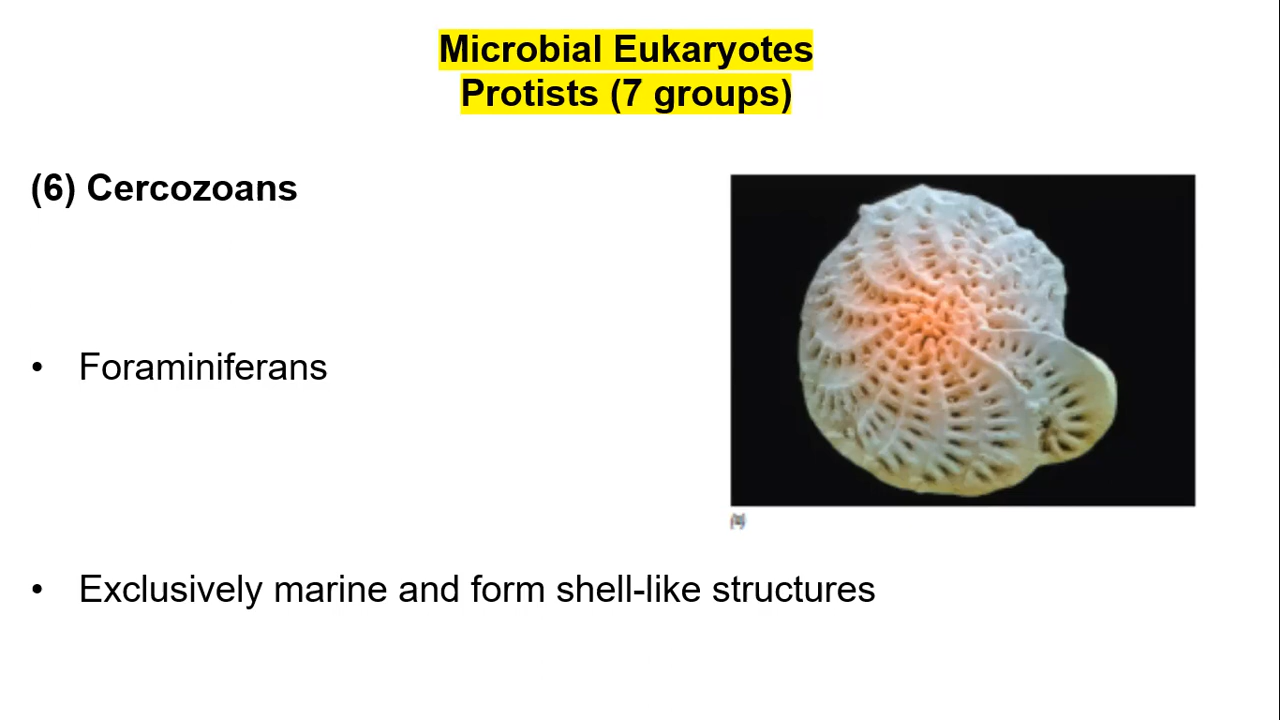 Microbial Eukaryotes
Protists (7 groups)
(6) Cercozoans
• Foraminiferans
• Exclusively marine and form shell-like structures